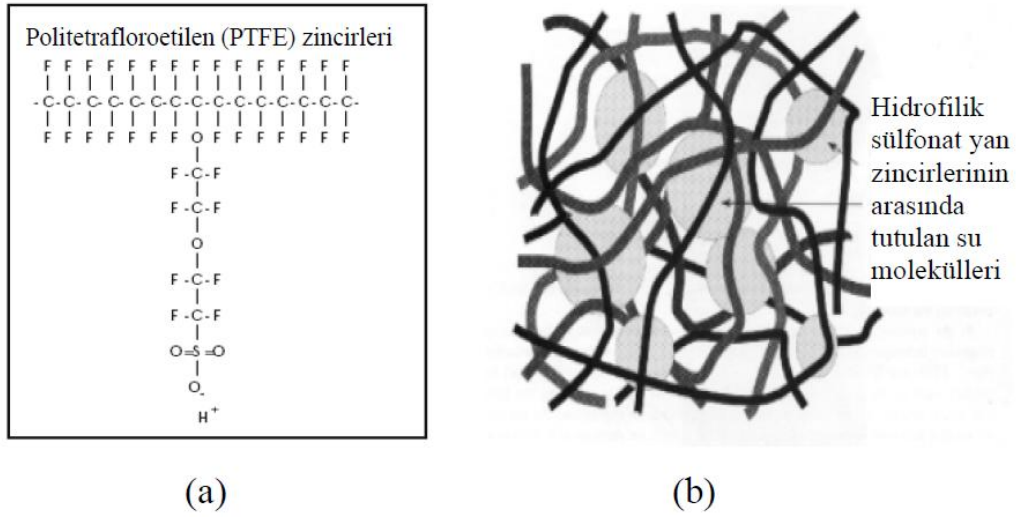 Politetrafloroetilen (PTFE) zincirleri
F F F F F F F F F F F F F
-C-C-C-C-C-C-C-C-C-C-C-C-C-
F F F F F F O F F F F F F
F-C-F
F-C-F
O
F-C-F
F-C-F
O=S=O
O-
H+
(a)
Hidrofilik
sülfonat yan
zincirlerinin
arasında
tutulan su
molekülleri
(b)